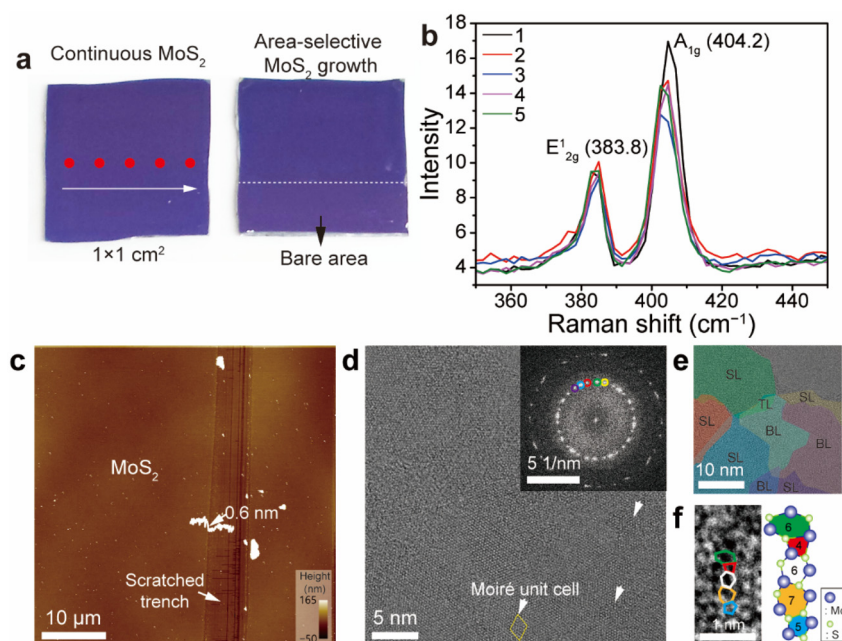 a
Continuous MoS2
Area-selective
MoS2 growth
1×1 cm2
Bare area
b
Intensity
18
16
14
12
10
8
6
4
1
2
3
4
5
E12g (383.8)
A1g (404.2)
360
380
400
420
440
Raman shift (cm−1)
c
MoS2
0.6 nm
Scratched
trench
10 μm
Height
(nm)
165
−50
d
5 1/nm
Moiré unit cell
5 nm
e
SL
SL
TL
SL
BL
BL
SL
BL
SL
10 nm
f
1 nm
6
4
6
7
5
: Mo
: S